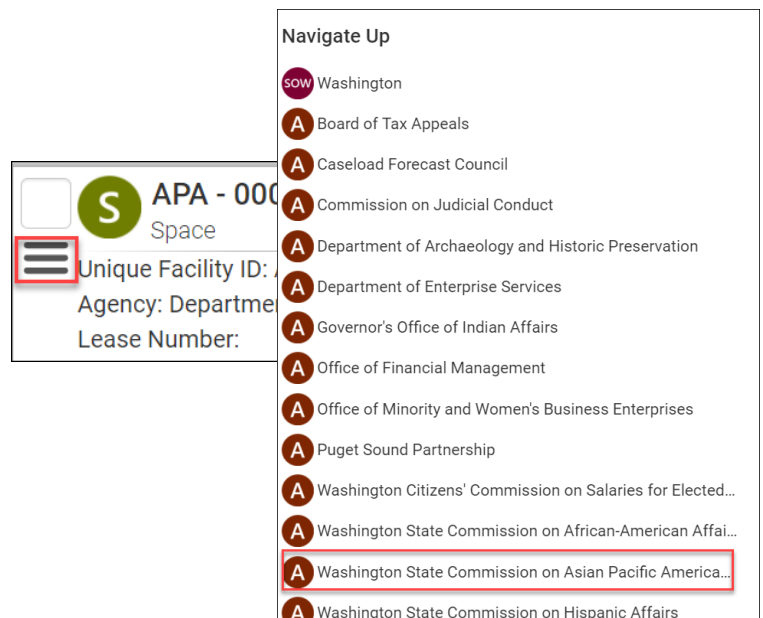 Navigate Up
SOW Washington
A Board of Tax Appeals
A Caseload Forecast Council
A Commission on Judicial Conduct
A Department of Archaeology and Historic Preservation
A Department of Enterprise Services
A Governor's Office of Indian Affairs
A Office of Financial Management
A Office of Minority and Women's Business Enterprises
A Puget Sound Partnership
A Washington Citizens' Commission on Salaries for Elected...
A Washington State Commission on African-American Affai...
A Washington State Commission on Asian Pacific America...
A Washington State Commission on Hispanic Affairs
S APA - 000
Space
Unique Facility ID:
Agency: Departme
Lease Number: